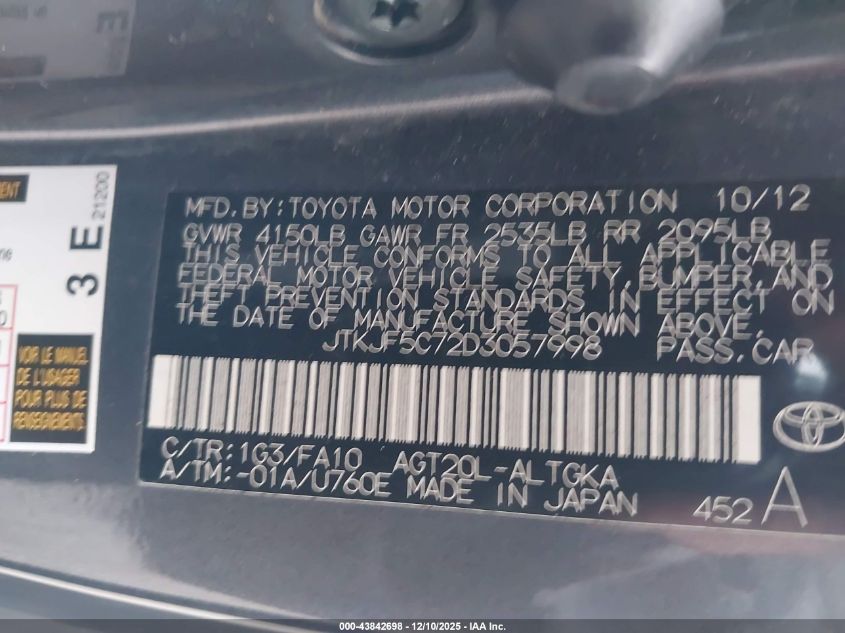 MFD. BY: TOYOTA MOTOR CORPORATION 10/12
GVWR 4150LB GAWR FR 2535LB RR 2095LB
THIS VEHICLE CONFORMS TO ALL APPLICABLE
FEDERAL MOTOR VEHICLE SAFETY, BUMPER, AND
THEFT PREVENTION STANDARDS IN EFFECT ON
THE DATE OF MANUFACTURE SHOWN ABOVE.
JTKJF5C72D3057998 PASS. CAR
C/TR: 1G3/FA10 AGT20L-ALTGKA
A/TM: -01A/U760E MADE IN JAPAN
452 A
3 E
21200
VOIR LE MANUEL
DE L'USAGER
POUR PLUS DE
RENSEIGNEMENTS
000-43842698 - 12/10/2025 - IAA Inc.